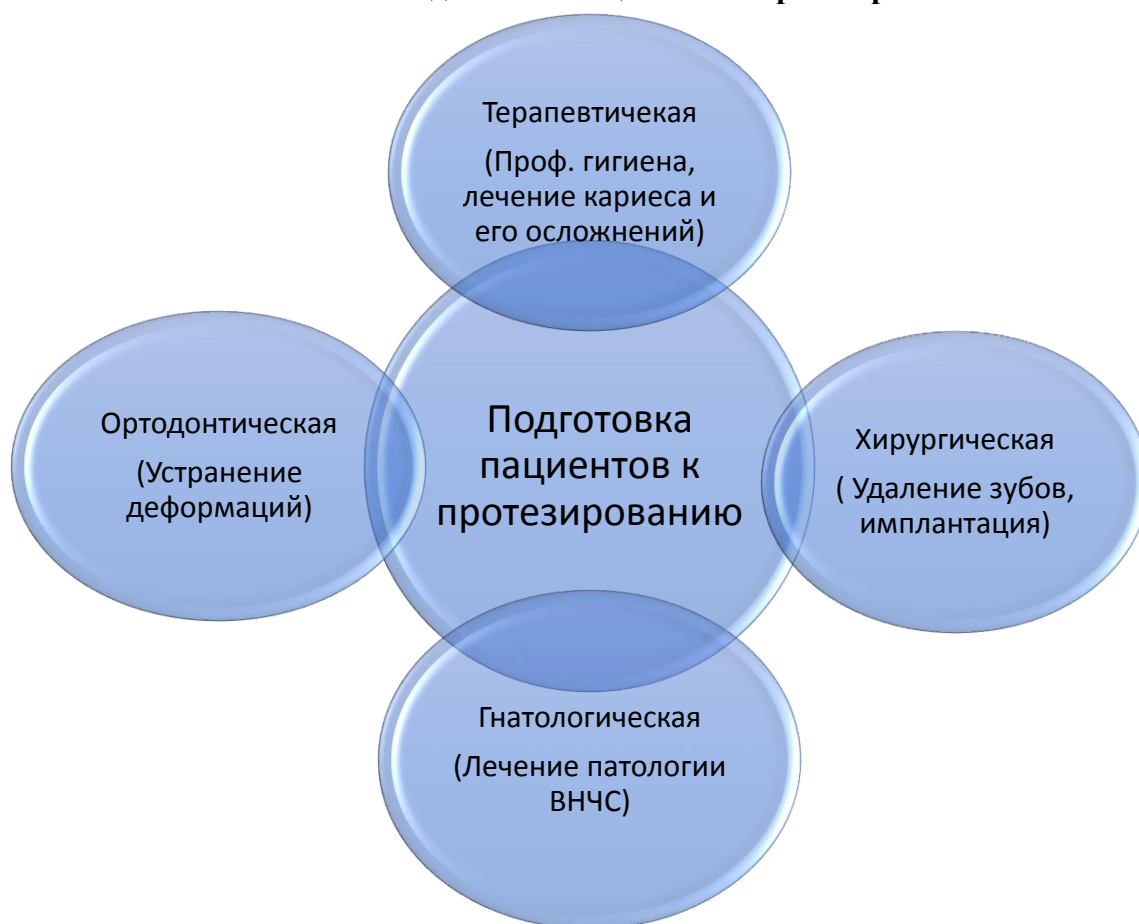 Терапевтичекая
(Проф. гигиена,
лечение кариеса и
его осложнений)
Ортодонтическая
(Устранение
деформаций)
Подготовка
пациентов к
протезированию
Хирургическая
( Удаление зубов,
имплантация)
Гнатологическая
(Лечение патологии
ВНЧС)